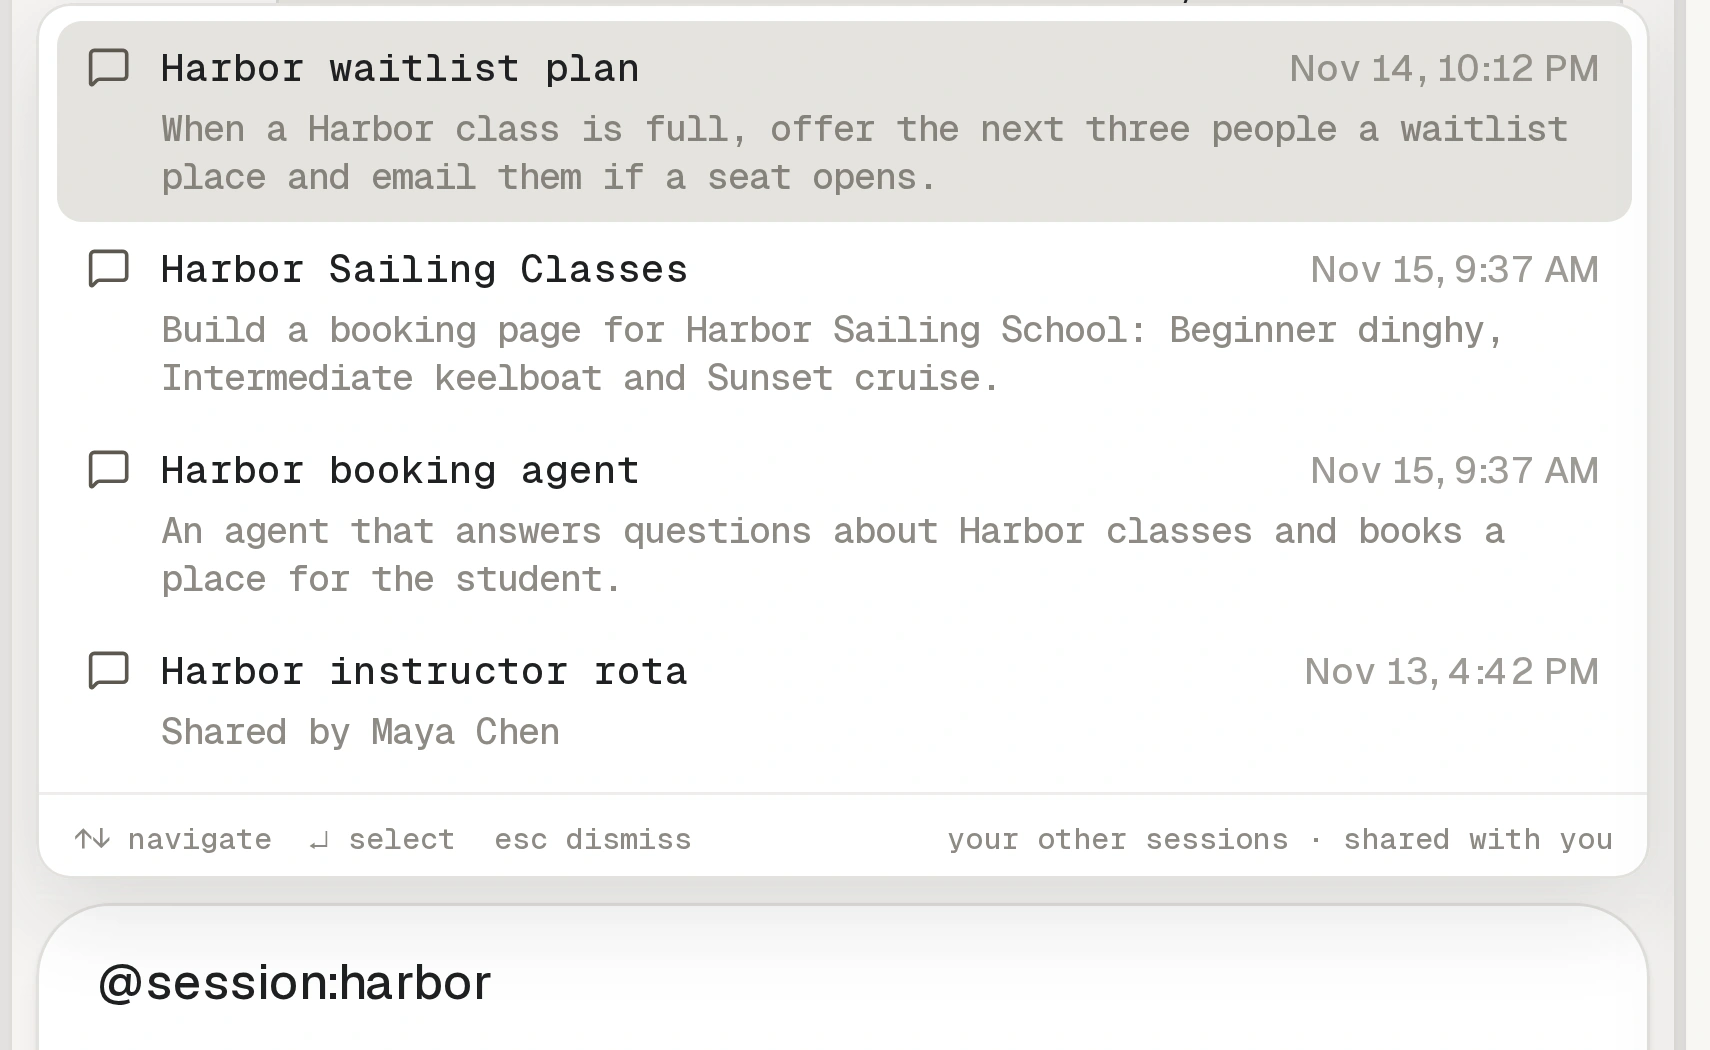 Harbor waitlist plan Nov 14, 10:12 PM
When a Harbor class is full, offer the next three people a waitlist
place and email them if a seat opens.
Harbor Sailing Classes Nov 15, 9:37 AM
Build a booking page for Harbor Sailing School: Beginner dinghy,
Intermediate keelboat and Sunset cruise.
Harbor booking agent Nov 15, 9:37 AM
An agent that answers questions about Harbor classes and books a
place for the student.
Harbor instructor rota Nov 13, 4:42 PM
Shared by Maya Chen
↑↓ navigate ↵ select esc dismiss your other sessions · shared with you
@session:harbor